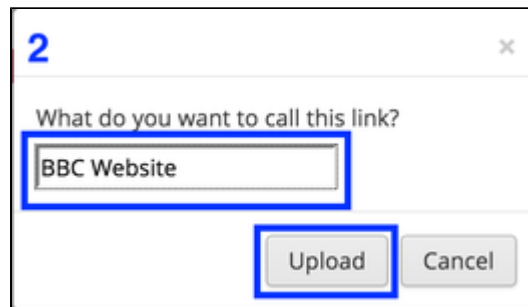 2
×
What do you want to call this link?
BBC Website
Upload Cancel